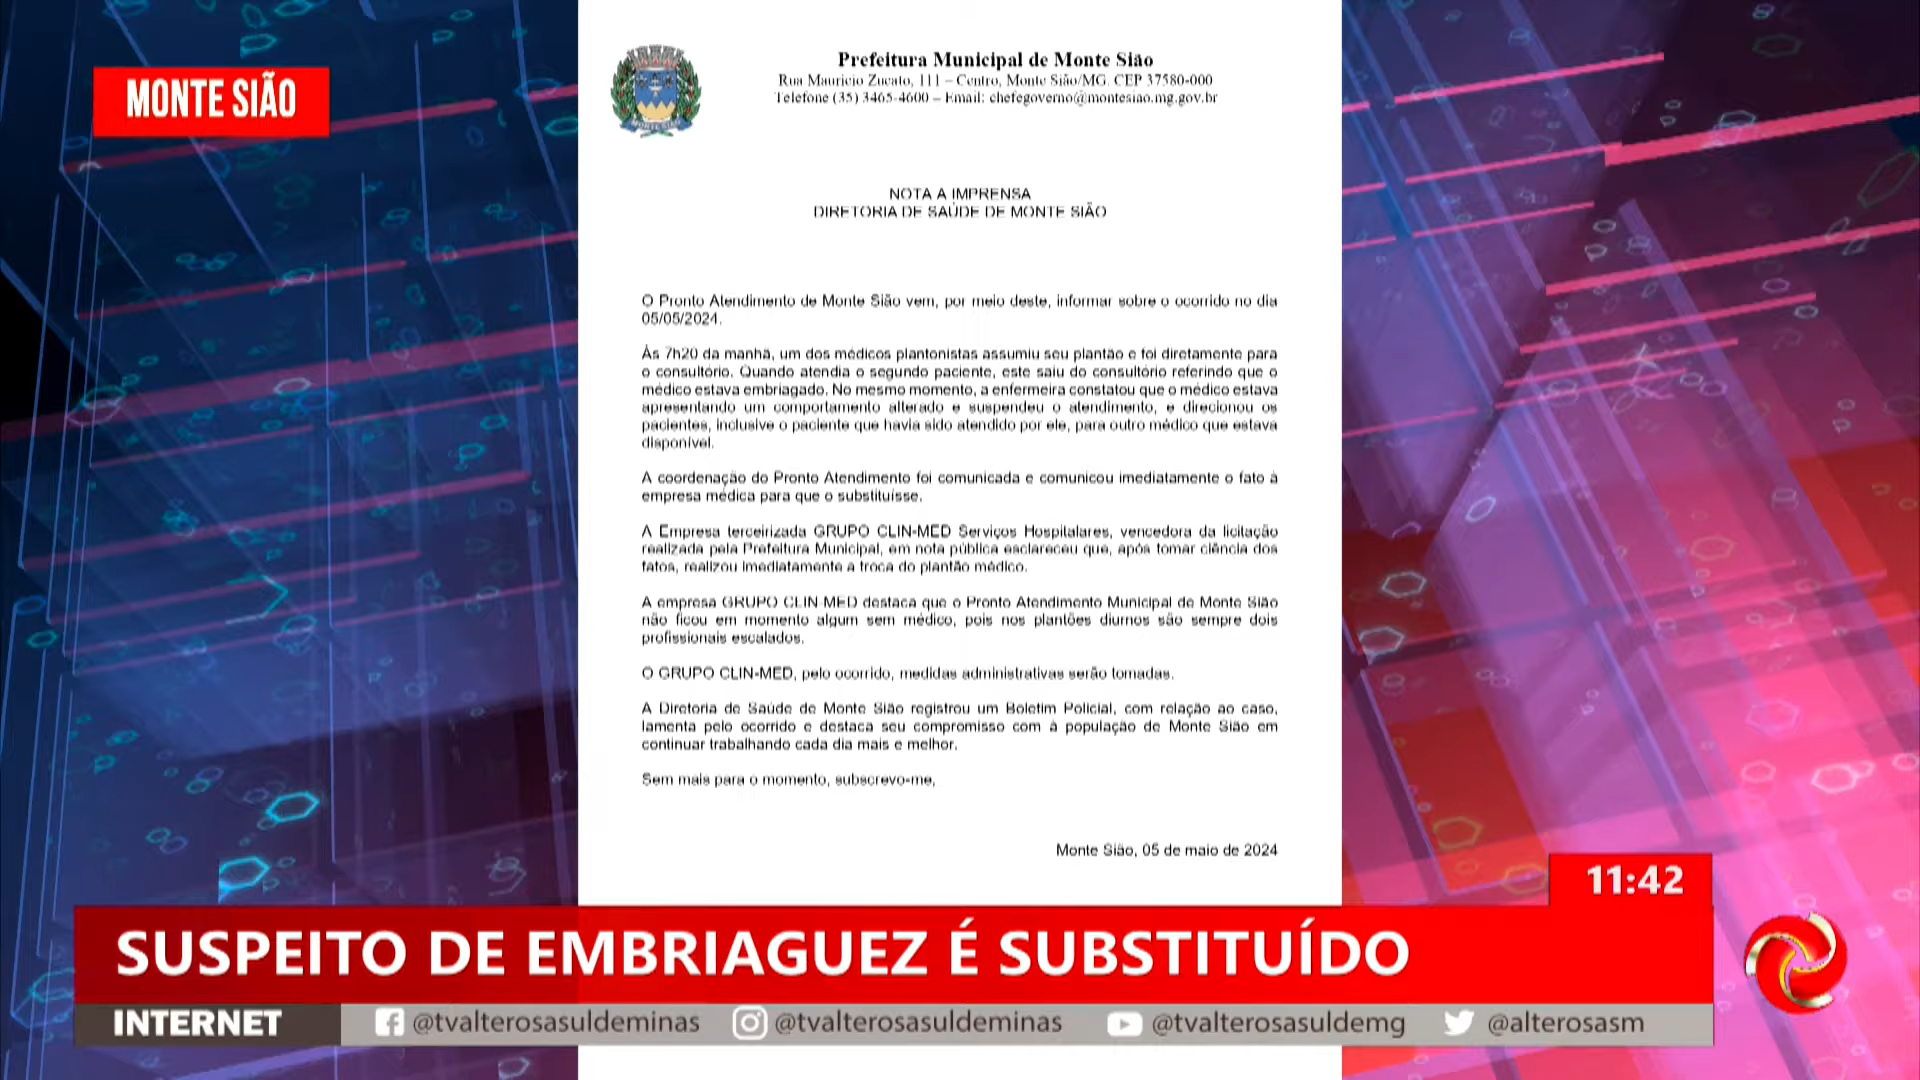 MONTE SIÃO
Prefeitura Municipal de Monte Sião
Rua Maurício Zucato, 111 – Centro, Monte Sião/MG. CEP 37580-000
Telefone (35) 3465-4600 – Email: chefegoverno@montesiao.mg.gov.br
MONTE SIÃO
NOTA A IMPRENSA
DIRETORIA DE SAÚDE DE MONTE SIÃO
O Pronto Atendimento de Monte Sião vem, por meio deste, informar sobre o ocorrido no dia
05/05/2024.
Às 7h20 da manhã, um dos médicos plantonistas assumiu seu plantão e foi diretamente para
o consultório. Quando atendia o segundo paciente, este saiu do consultório referindo que o
médico estava embriagado. No mesmo momento, a enfermeira constatou que o médico estava
apresentando um comportamento alterado e suspendeu o atendimento, e direcionou os
pacientes, inclusive o paciente que havia sido atendido por ele, para outro médico que estava
disponível.
A coordenação do Pronto Atendimento foi comunicada e comunicou imediatamente o fato à
empresa médica para que o substituísse.
A Empresa terceirizada GRUPO CLIN-MED Serviços Hospitalares, vencedora da licitação
realizada pela Prefeitura Municipal, em nota pública esclareceu que, após tomar ciência dos
fatos, realizou imediatamente a troca do plantão médico.
A empresa GRUPO CLIN MED destaca que o Pronto Atendimento Municipal de Monte Sião
não ficou em momento algum sem médico, pois nos plantões diurnos são sempre dois
profissionais escalados.
O GRUPO CLIN-MED, pelo ocorrido, medidas administrativas serão tomadas.
A Diretoria de Saúde de Monte Sião registrou um Boletim Policial, com relação ao caso,
lamenta pelo ocorrido e destaca seu compromisso com à população de Monte Sião em
continuar trabalhando cada dia mais e melhor.
Sem mais para o momento, subscrevo-me,
Monte Sião, 05 de maio de 2024
11:42
SUSPEITO DE EMBRIAGUEZ É SUBSTITUÍDO
INTERNET @tvalterosasuldeminas @tvalterosasuldeminas @tvalterosasuldemg @alterosasm